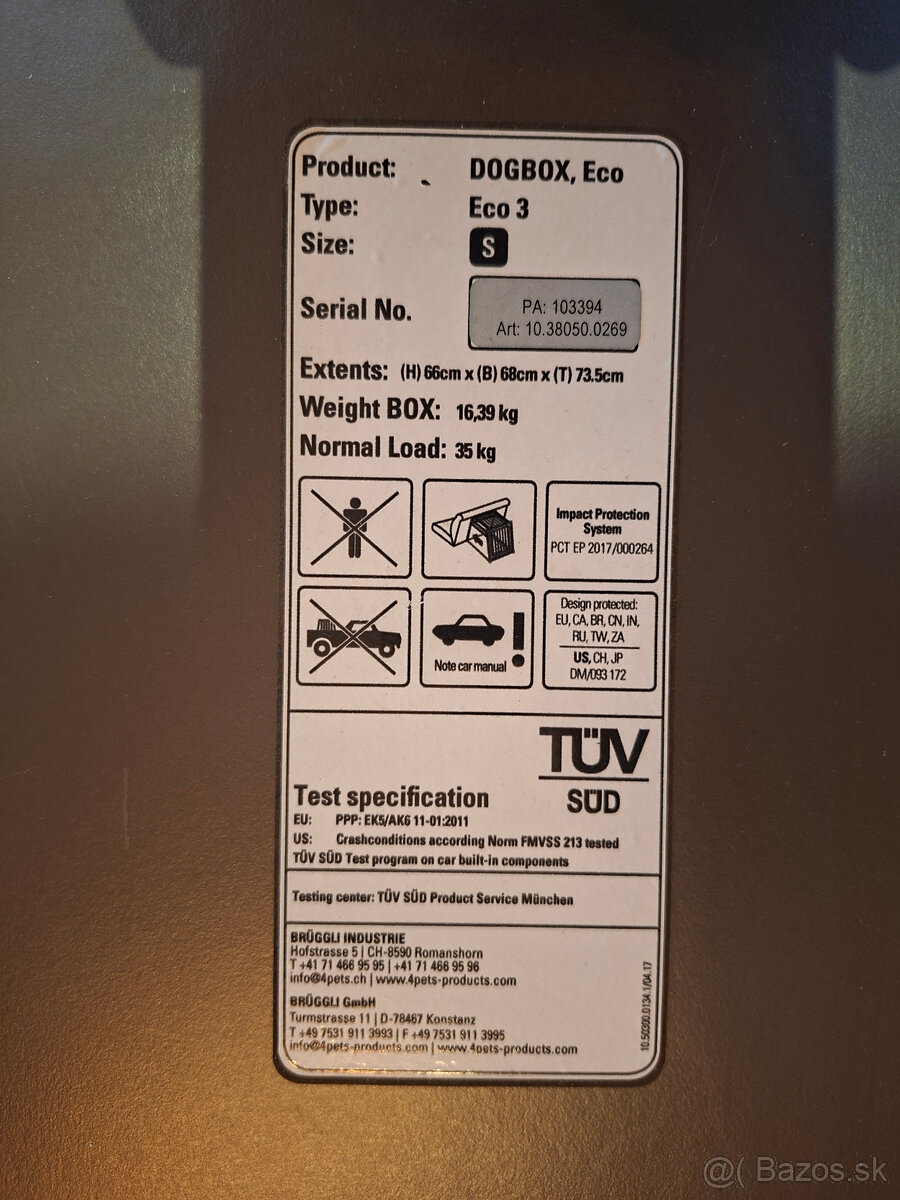 Product: DOGBOX, Eco
Type: Eco 3
Size: S
Serial No. PA: 103394
Art: 10.38050.0269
Extents: (H) 66cm x (B) 68cm x (T) 73.5cm
Weight BOX: 16,39 kg
Normal Load: 35 kg
Impact Protection
System
PCT EP 2017/000264
Note car manual
Design protected:
EU, CA, BR, CN, IN,
RU, TW, ZA
US, CH, JP
DM/093 172
TÜV
SÜD
Test specification
EU: PPP: EK5/AK6 11-01:2011
US: Crashconditions according Norm FMVSS 213 tested
TÜV SÜD Test program on car built-in components
Testing center: TÜV SÜD Product Service München
BRÜGGLI INDUSTRIE
Hofstrasse 5 | CH-8590 Romanshorn
T +41 71 466 95 95 | +41 71 466 95 96
info@4pets.ch | www.4pets-products.com
BRÜGGLI GmbH
Turmstrasse 11 | D-78467 Konstanz
T +49 7531 911 3993 | F +49 7531 911 3995
info@4pets-products.com | www.4pets-products.com
10.50300.0134.1/04.17
@( Bazos.sk